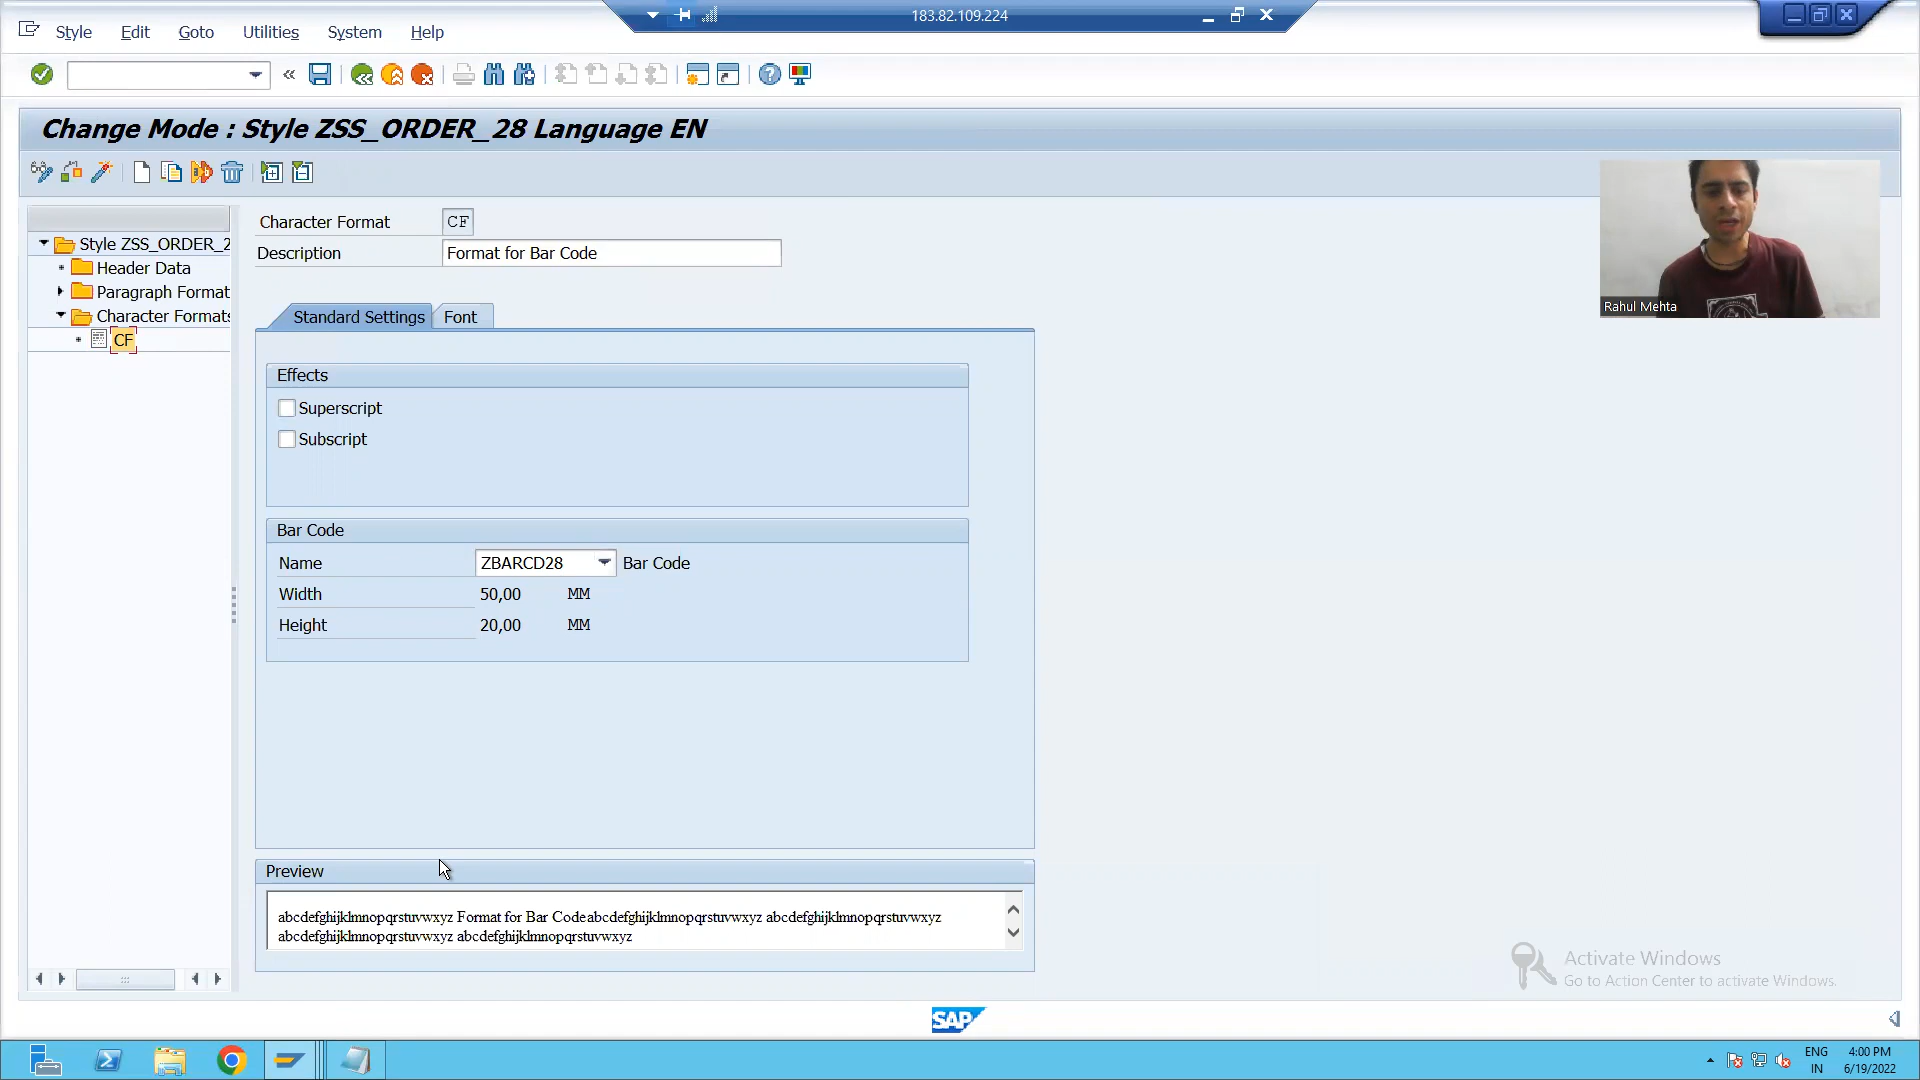 183.82.109.224
Style Edit Goto Utilities System Help
Change Mode : Style ZSS_ORDER_28 Language EN
Rahul Mehta
Style ZSS_ORDER_2
Header Data
Paragraph Format
Character Formats
CF
Character Format CF
Description Format for Bar Code
Standard Settings Font
Effects
Superscript
Subscript
Bar Code
Name ZBARCD28 Bar Code
Width 50,00 MM
Height 20,00 MM
Preview
abcdefghijklmnopqrstuvwxyz Format for Bar Codeabcdefghijklmnopqrstuvwxyz abcdefghijklmnopqrstuvwxyz
abcdefghijklmnopqrstuvwxyz abcdefghijklmnopqrstuvwxyz
Activate Windows
Go to Action Center to activate Windows.
SAP
ENG 4:00 PM
IN 6/19/2022